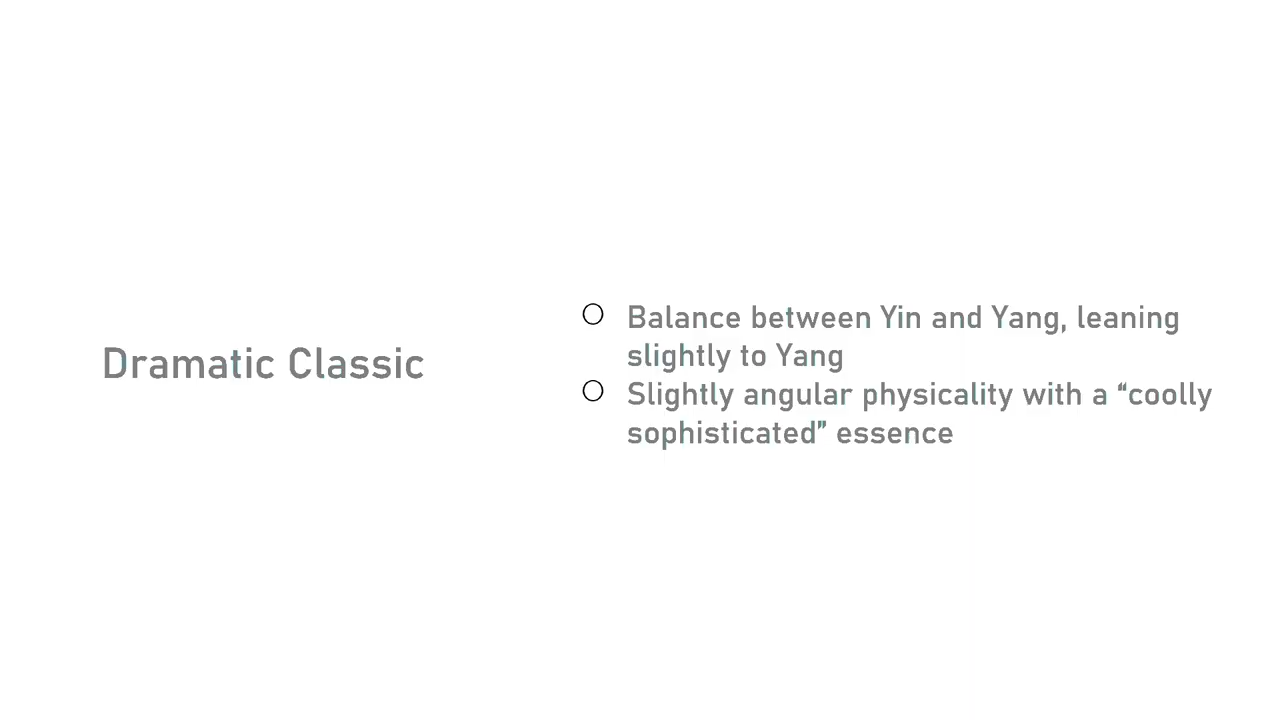 Dramatic Classic
Balance between Yin and Yang, leaning
slightly to Yang
Slightly angular physicality with a “coolly
sophisticated” essence